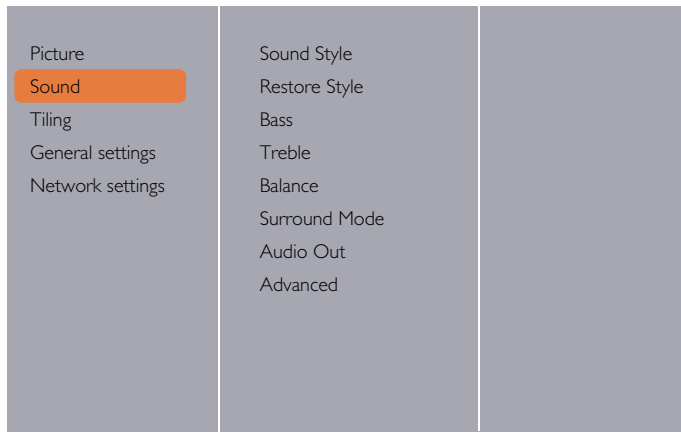 Picture
Sound
Tiling
General settings
Network settings
Sound Style
Restore Style
Bass
Treble
Balance
Surround Mode
Audio Out
Advanced